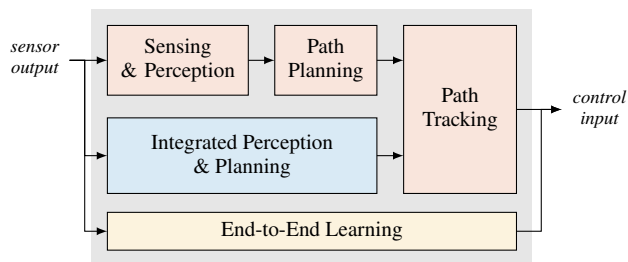 sensor
output
Sensing
& Perception
Path
Planning
Path
Tracking
control
input
Integrated Perception
& Planning
End-to-End Learning